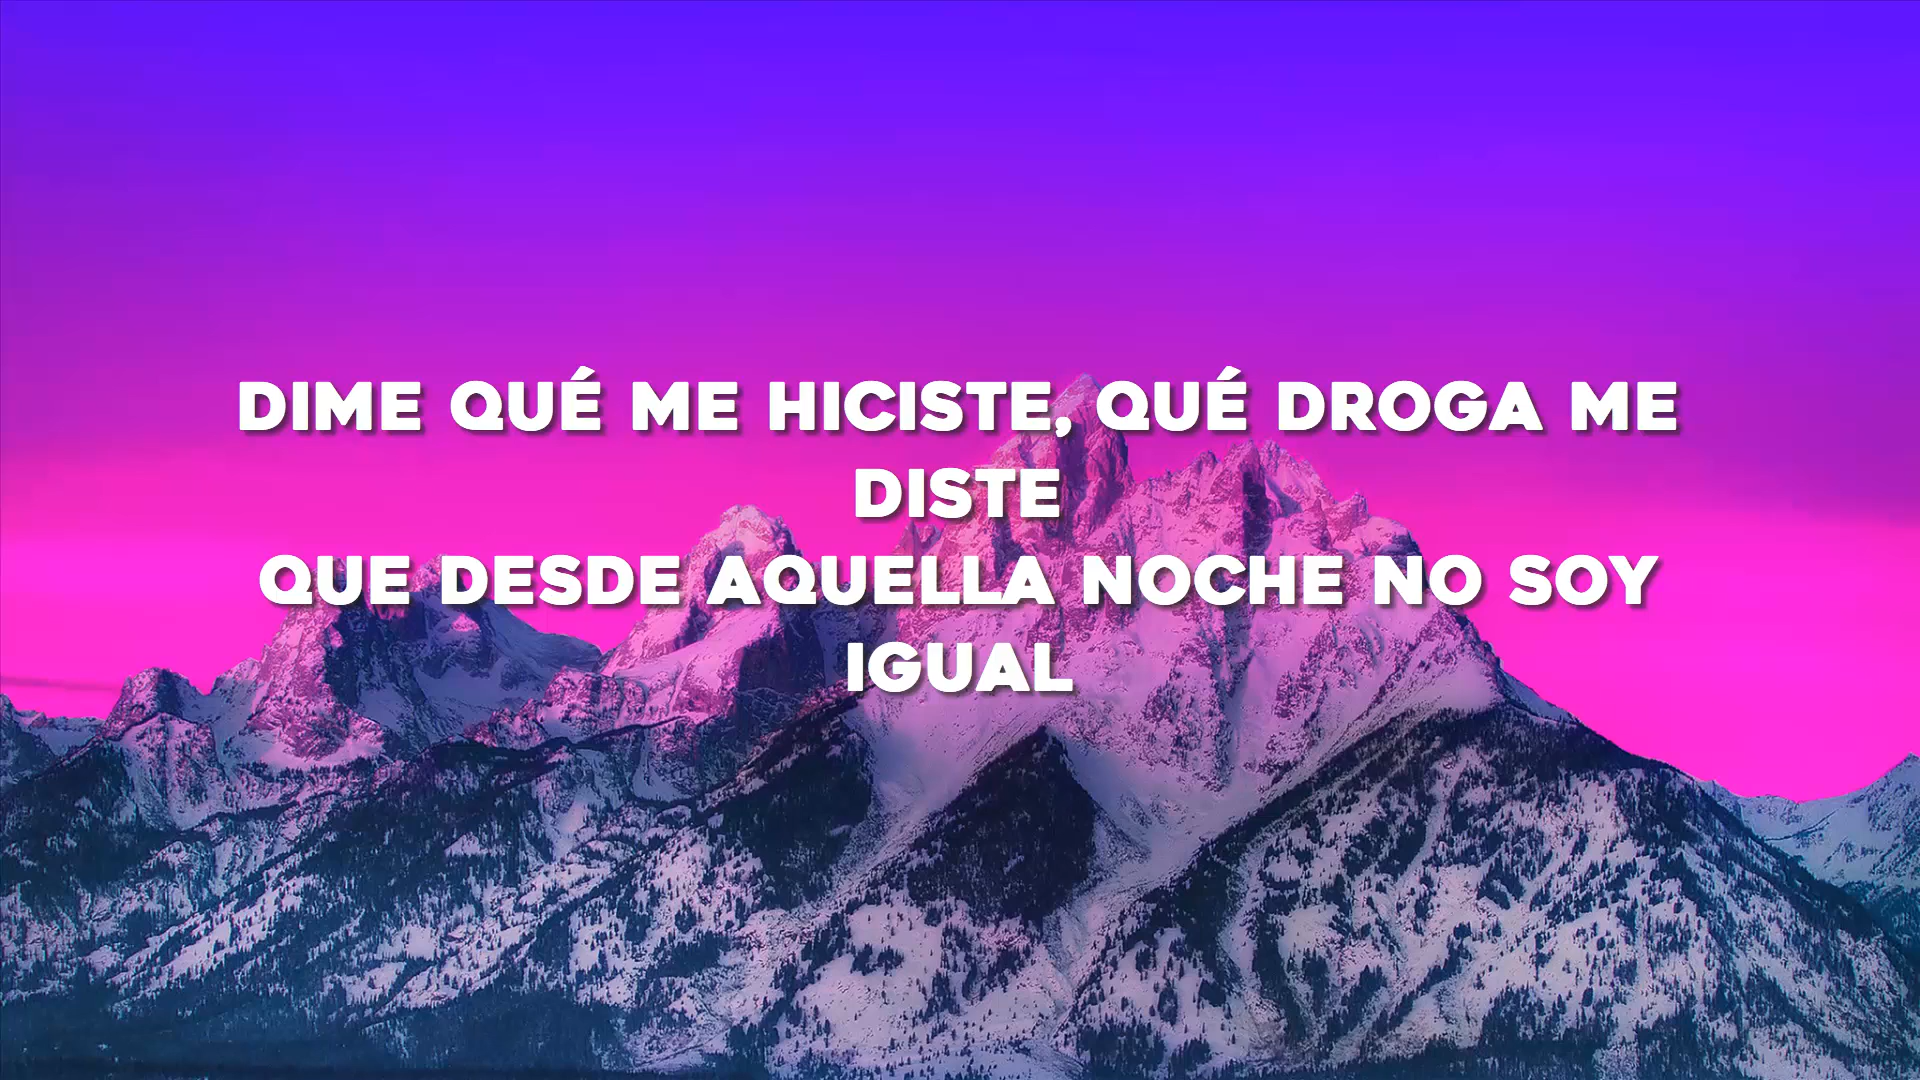 DIME QUÉ ME HICISTE, QUÉ DROGA ME
DISTE
QUE DESDE AQUELLA NOCHE NO SOY
IGUAL